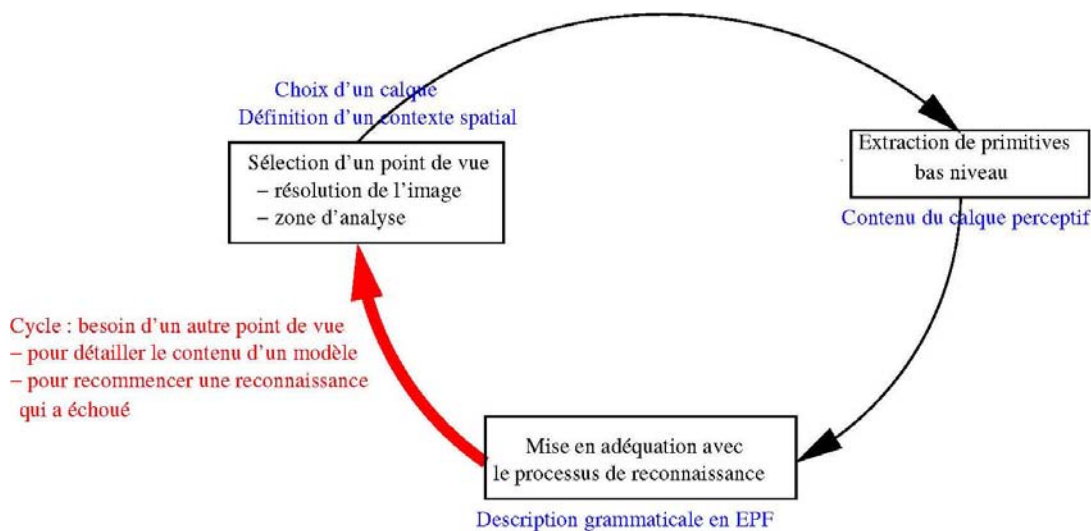 Choix d'un calque
Définition d'un contexte spatial
Sélection d'un point de vue
– résolution de l'image
– zone d'analyse
Extraction de primitives
bas niveau
Contenu du calque perceptif
Cycle : besoin d'un autre point de vue
– pour détailler le contenu d'un modèle
– pour recommencer une reconnaissance
qui a échoué
Mise en adéquation avec
le processus de reconnaissance
Description grammaticale en EPF